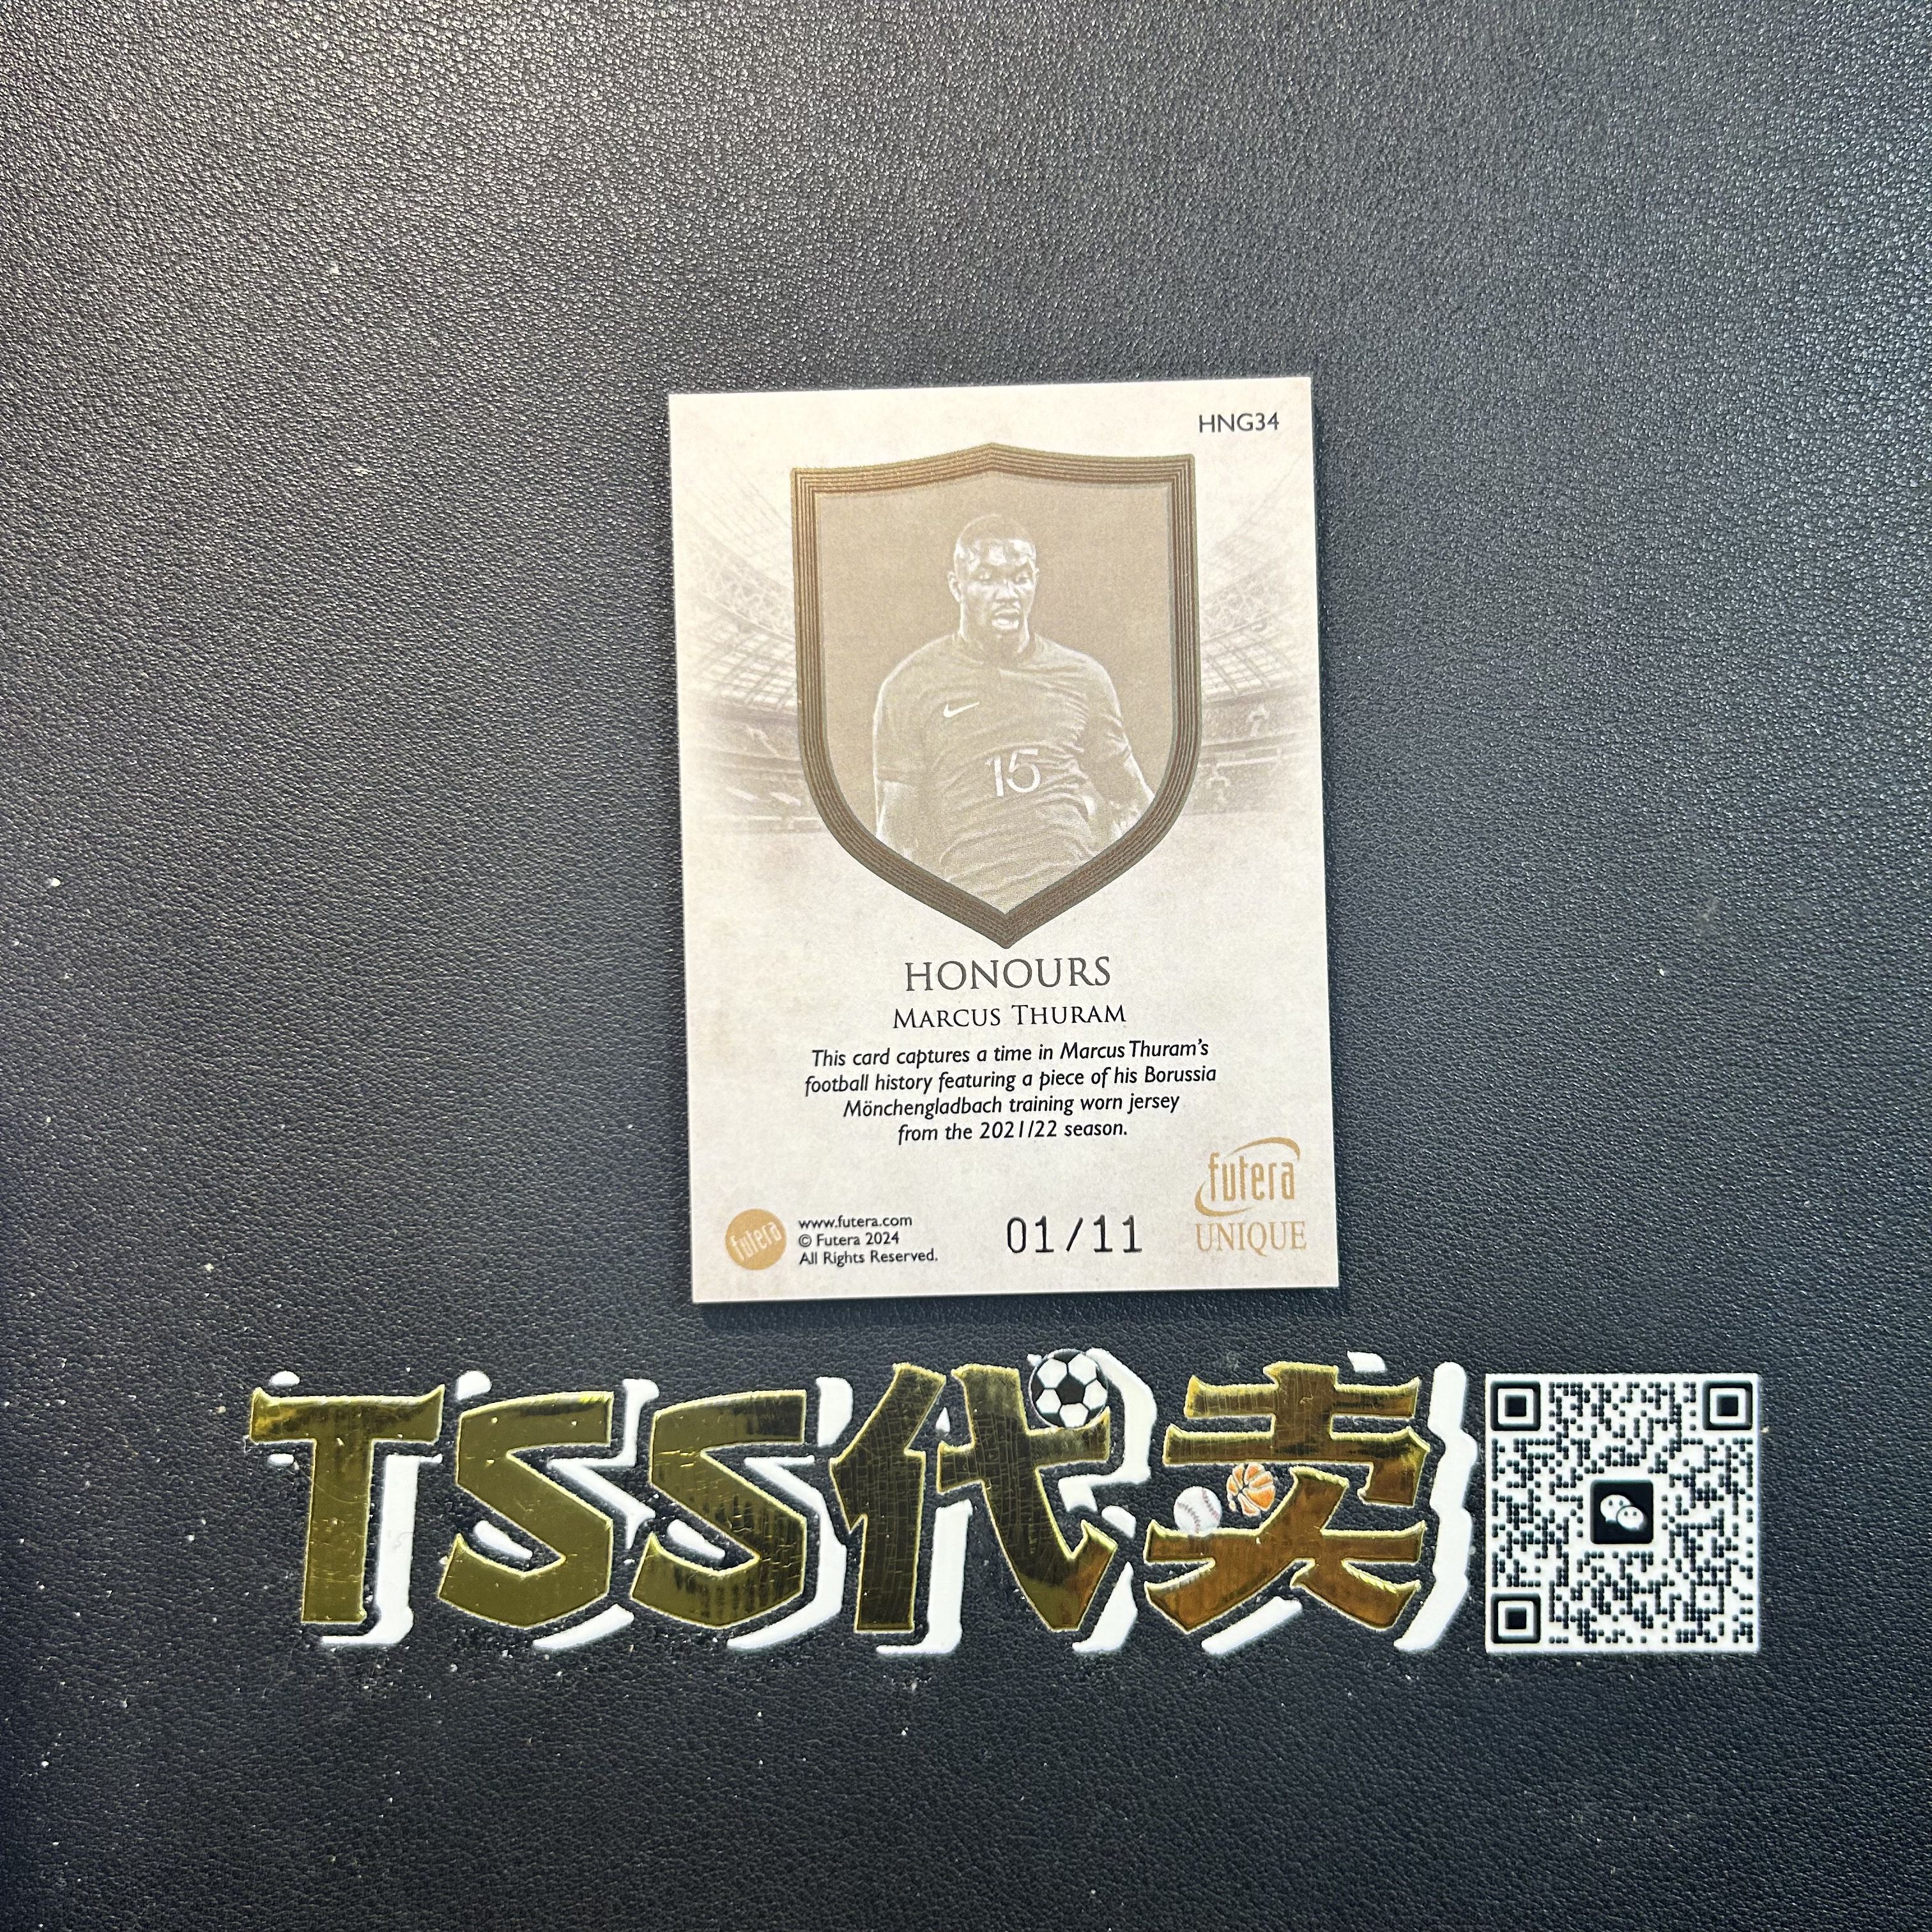 HNG34
15
HONOURS
MARCUS THURAM
This card captures a time in Marcus Thuram's
football history featuring a piece of his Borussia
Mönchengladbach training worn jersey
from the 2021/22 season.
futera
UNIQUE
futera
www.futera.com
© Futera 2024
All Rights Reserved.
01/11
TSS代卖